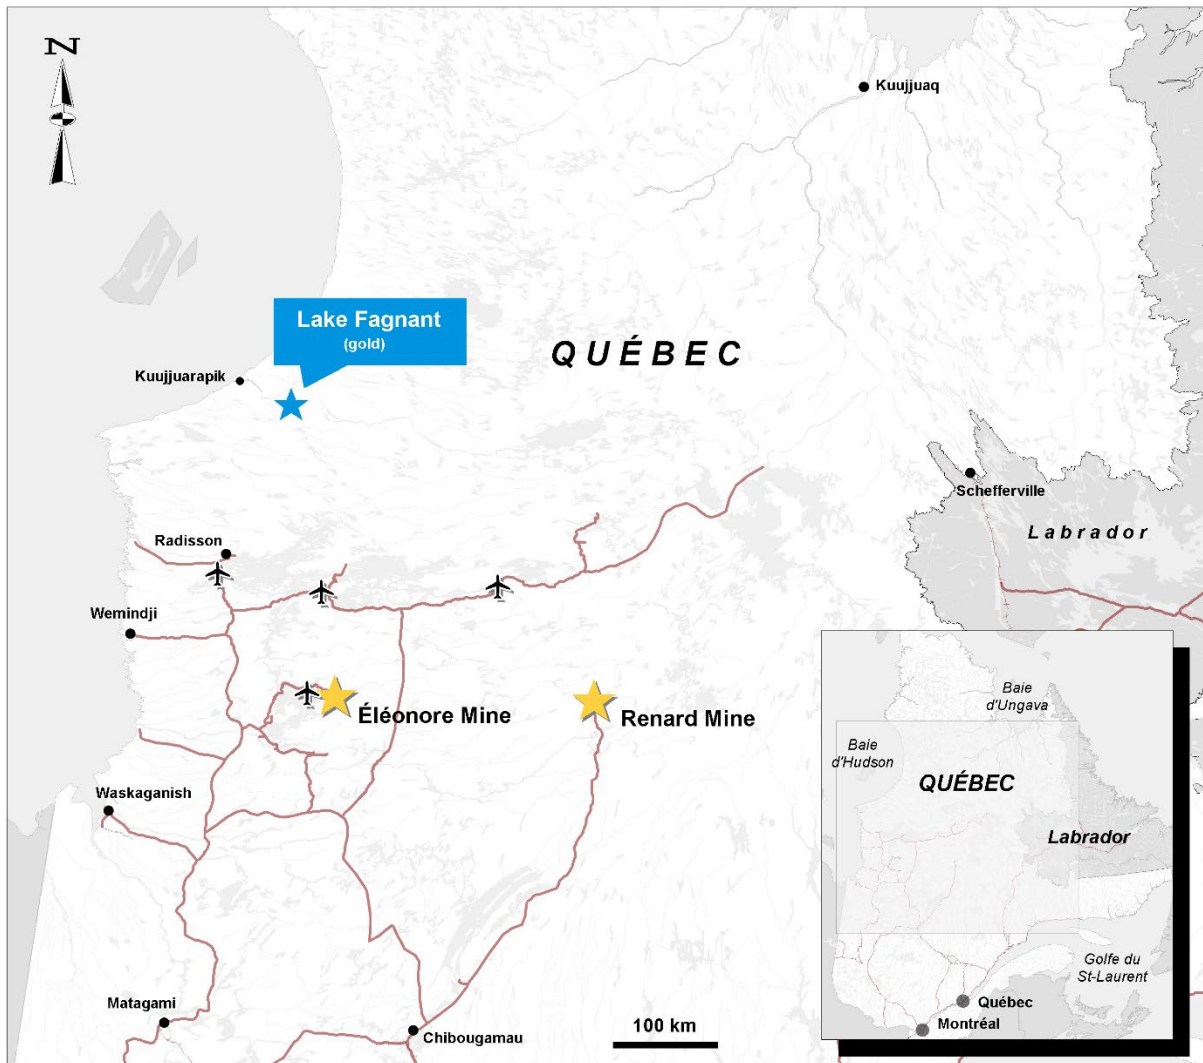 N
Kuujjuaq
Lake Fagnant
(gold)
QUÉBEC
Kuujjuarapik
Schefferville
Labrador
Radisson
Wemindji
Éléonore Mine
Renard Mine
Waskaganish
Matagami
Chibougamau
100 km
Baie
d'Ungava
Baie
d'Hudson
QUÉBEC
Labrador
Golfe du
St-Laurent
Québec
Montréal